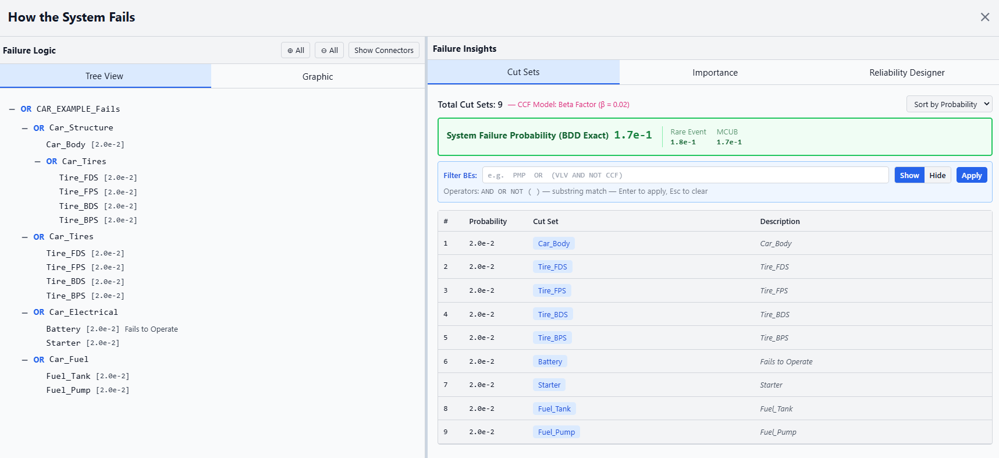 How the System Fails
Failure Logic
⊕ All
⊖ All
Show Connectors
Tree View
Graphic
— OR CAR_EXAMPLE_Fails
— OR Car_Structure
Car_Body [2.0e-2]
— OR Car_Tires
Tire_FDS [2.0e-2]
Tire_FPS [2.0e-2]
Tire_BDS [2.0e-2]
Tire_BPS [2.0e-2]
— OR Car_Tires
Tire_FDS [2.0e-2]
Tire_FPS [2.0e-2]
Tire_BDS [2.0e-2]
Tire_BPS [2.0e-2]
— OR Car_Electrical
Battery [2.0e-2] Fails to Operate
Starter [2.0e-2]
— OR Car_Fuel
Fuel_Tank [2.0e-2]
Fuel_Pump [2.0e-2]
Failure Insights
Cut Sets
Importance
Reliability Designer
Total Cut Sets: 9 — CCF Model: Beta Factor (β = 0.02)
Sort by Probability
System Failure Probability (BDD Exact) 1.7e-1
Rare Event
1.8e-1
MCUB
1.7e-1
Filter BEs: e.g. PMP OR (VLV AND NOT CCF) Show Hide Apply
Operators: AND OR NOT ( ) — substring match — Enter to apply, Esc to clear
# Probability Cut Set Description
1 2.0e-2 Car_Body Car_Body
2 2.0e-2 Tire_FDS Tire_FDS
3 2.0e-2 Tire_FPS Tire_FPS
4 2.0e-2 Tire_BDS Tire_BDS
5 2.0e-2 Tire_BPS Tire_BPS
6 2.0e-2 Battery Fails to Operate
7 2.0e-2 Starter Starter
8 2.0e-2 Fuel_Tank Fuel_Tank
9 2.0e-2 Fuel_Pump Fuel_Pump